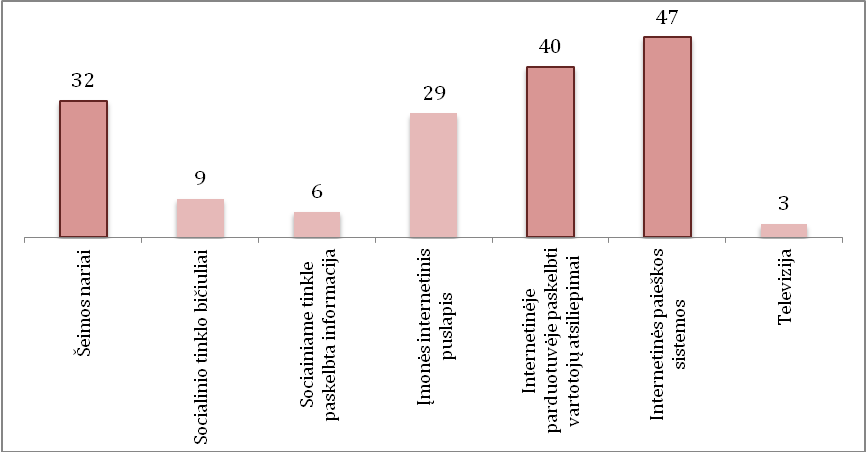 32
9
6
29
40
47
3
Šeimos nariai
Socialinio tinklo bičiuliai
Sociainiame tinkle
paskelbta informacija
Įmonės internetinis
puslapis
Internetinėje
parduotuvėje paskelbti
vartotojų atsiliepimai
Internetinės paieškos
sistemos
Televizija